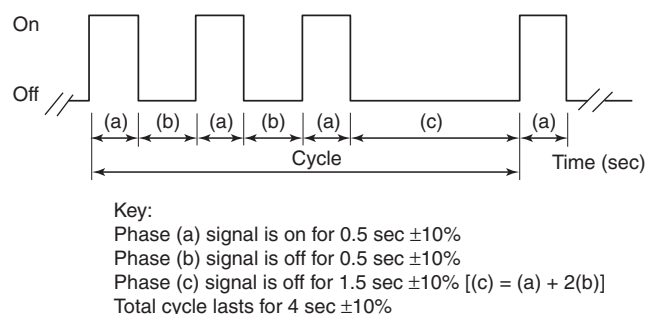 On
Off
(a) (b) (a) (b) (a) (c) (a)
Cycle
Time (sec)
Key:
Phase (a) signal is on for 0.5 sec ±10%
Phase (b) signal is off for 0.5 sec ±10%
Phase (c) signal is off for 1.5 sec ±10% [(c) = (a) + 2(b)]
Total cycle lasts for 4 sec ±10%